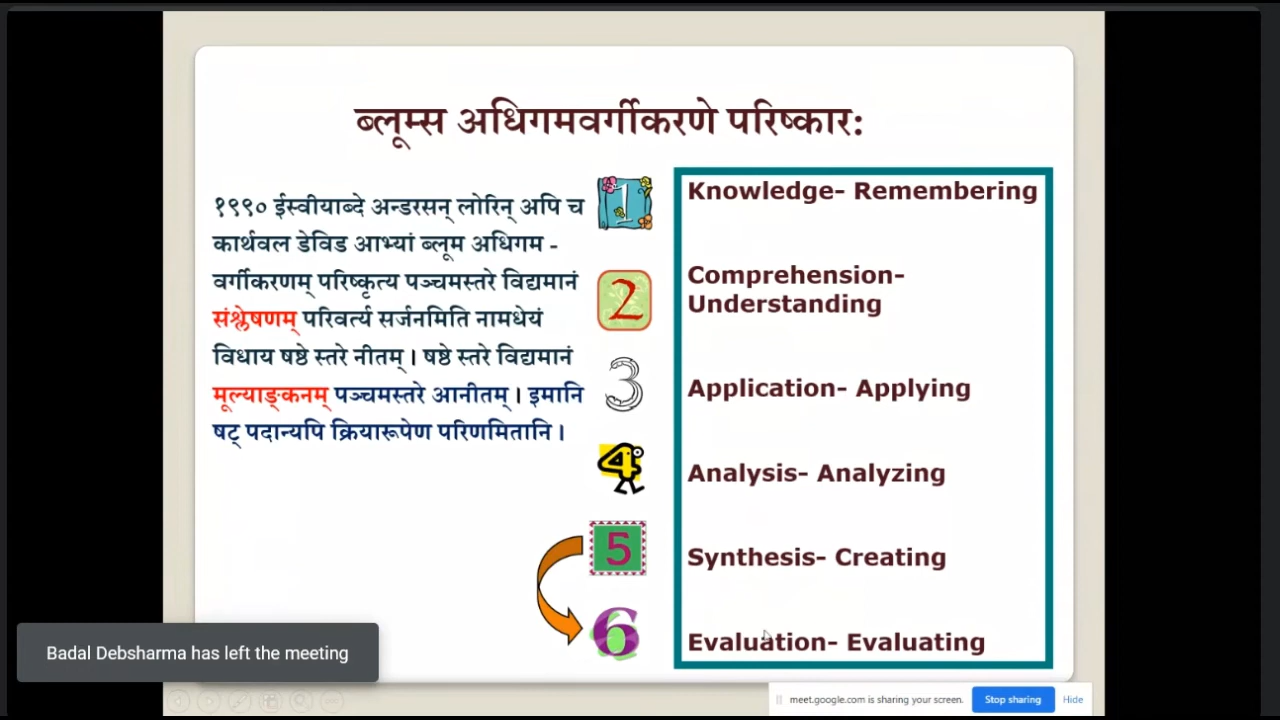 ब्लूम्स अधिगमवर्गीकरणे परिष्कार:
१९९० ईस्वीयाब्दे अन्डरसन् लोरिन् अपि च
कार्थवल डेविड आभ्यां ब्लूम अधिगम -
वर्गीकरणम् परिष्कृत्य पञ्चमस्तरे विद्यमानं
संश्लेषणम् परिवर्त्य सर्जनमिति नामधेयं
विधाय षष्ठे स्तरे नीतम् । षष्ठे स्तरे विद्यमानं
मूल्याङ्कनम् पञ्चमस्तरे आनीतम् । इमानि
षट् पदान्यपि क्रियारूपेण परिणमितानि ।
1
Knowledge- Remembering
2
Comprehension-
Understanding
3
Application- Applying
4
Analysis- Analyzing
5
Synthesis- Creating
6
Evaluation- Evaluating
Badal Debsharma has left the meeting
meet.google.com is sharing your screen.
Stop sharing
Hide